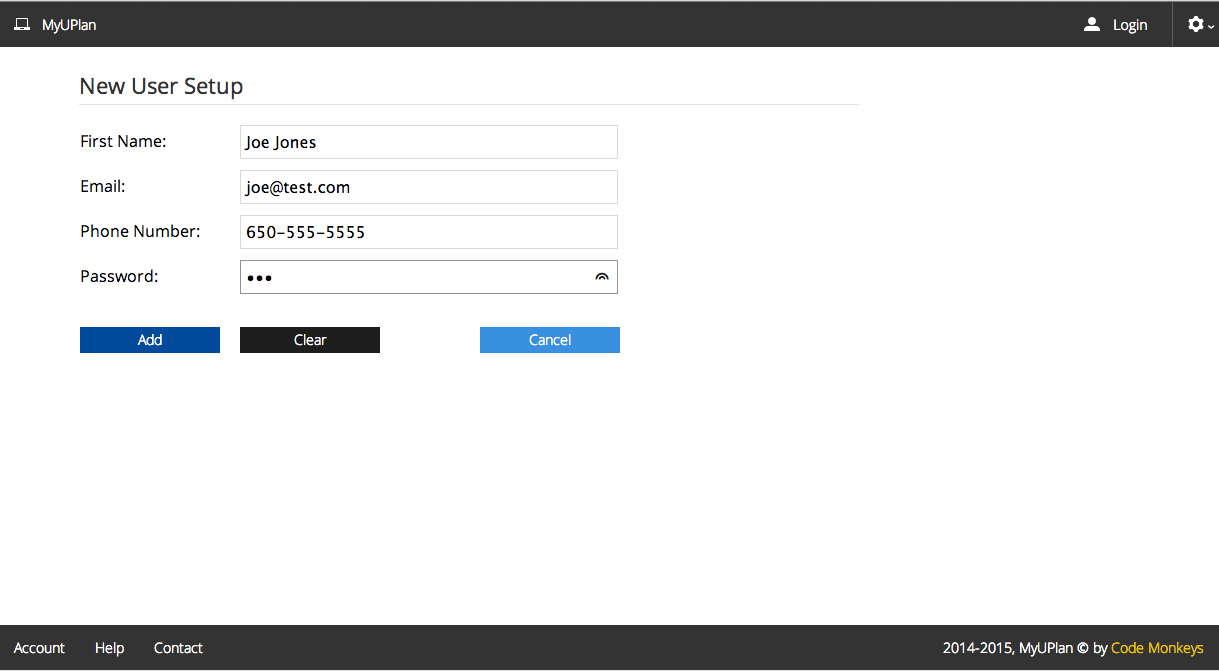 MyUPlan Login
New User Setup
First Name: Joe Jones
Email: joe@test.com
Phone Number: 650-555-5555
Password: •••
Add Clear Cancel
Account Help Contact 2014-2015, MyUPlan © by Code Monkeys